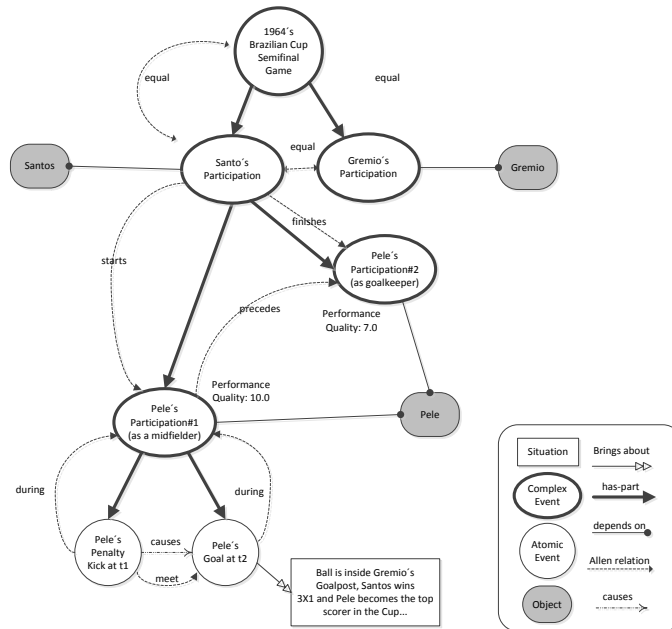 1964´s
Brazilian Cup
Semifinal
Game
equal
equal
Santos
Santo´s
Participation
equal
Gremio´s
Participation
Gremio
finishes
starts
Pele´s
Participation#2
(as goalkeeper)
precedes
Performance
Quality: 7.0
Performance
Quality: 10.0
Pele´s
Participation#1
(as a midfielder)
Pele
during
during
Pele´s
Penalty
Kick at t1
causes
meet
Pele´s
Goal at t2
Ball is inside Gremio´s
Goalpost, Santos wins
3X1 and Pele becomes the top
scorer in the Cup...
Situation
Brings about
Complex
Event
has-part
depends on
Atomic
Event
Allen relation
Object
causes